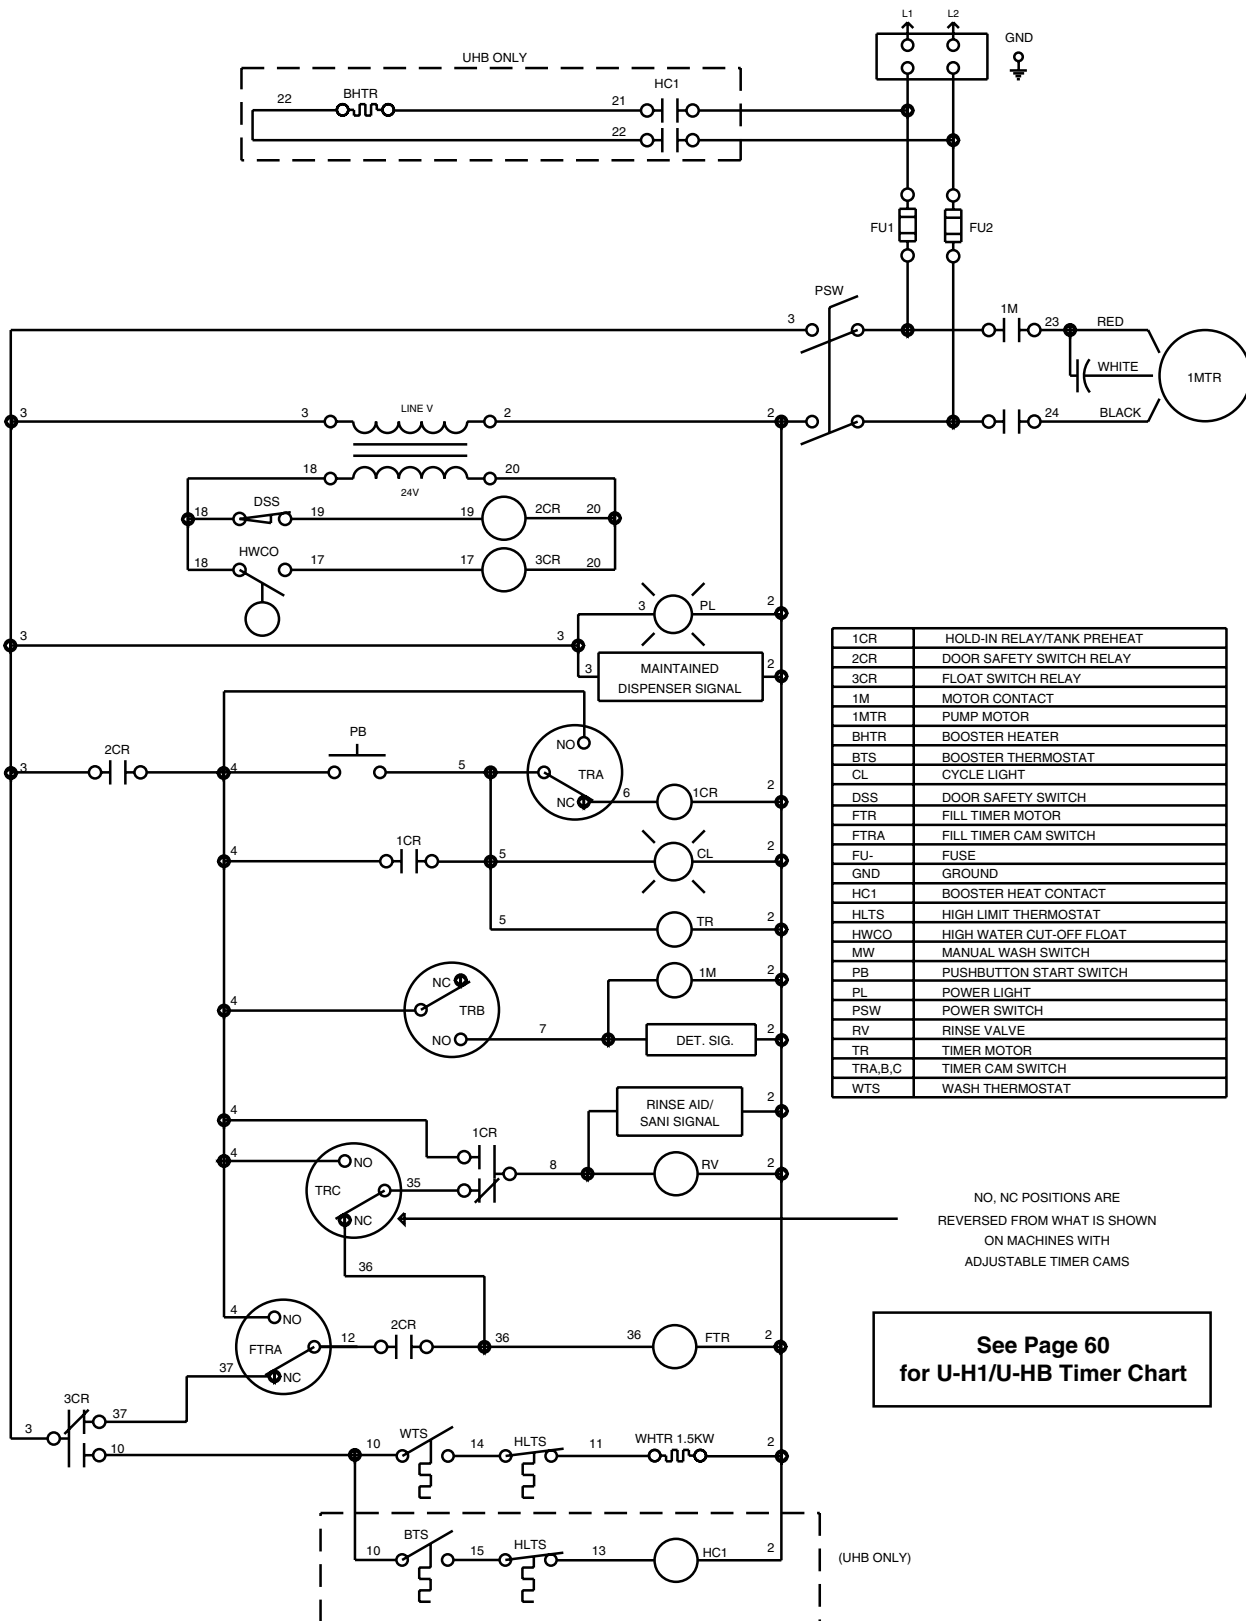 L1 L2
GND
UHB ONLY
22 BHTR 21 HC1
22
FU1 FU2
PSW
3 1M 23 RED
WHITE
1MTR
3 3 LINE V 2 2 24 BLACK
18 20
24V
DSS
18 19 19 2CR 20
HWCO
18 17 17 3CR 20
3 PL 2
3 3
3 MAINTAINED 2
DISPENSER SIGNAL
1CR HOLD-IN RELAY/TANK PREHEAT
2CR DOOR SAFETY SWITCH RELAY
3CR FLOAT SWITCH RELAY
1M MOTOR CONTACT
1MTR PUMP MOTOR
BHTR BOOSTER HEATER
BTS BOOSTER THERMOSTAT
CL CYCLE LIGHT
DSS DOOR SAFETY SWITCH
FTR FILL TIMER MOTOR
FTRA FILL TIMER CAM SWITCH
FU- FUSE
GND GROUND
HC1 BOOSTER HEAT CONTACT
HLTS HIGH LIMIT THERMOSTAT
HWCO HIGH WATER CUT-OFF FLOAT
MW MANUAL WASH SWITCH
PB PUSHBUTTON START SWITCH
PL POWER LIGHT
PSW POWER SWITCH
RV RINSE VALVE
TR TIMER MOTOR
TRA,B,C TIMER CAM SWITCH
WTS WASH THERMOSTAT
PB
2CR NO
3 4 5 TRA
NC 6 1CR 2
1CR
4 5 CL 2
5 TR 2
NC 1M 2
4 TRB
NO 7 DET. SIG. 2
RINSE AID/ 2
SANI SIGNAL
4 1CR
4 NO 8 RV 2
TRC 35
NC
36
NO, NC POSITIONS ARE
REVERSED FROM WHAT IS SHOWN
ON MACHINES WITH
ADJUSTABLE TIMER CAMS
4 NO
FTRA 12 2CR 36 36 FTR 2
37 NC
See Page 60
for U-H1/U-HB Timer Chart
3CR
37
3
10 10 WTS 14 HLTS 11 WHTR 1.5KW 2
10 BTS 15 HLTS 13 HC1 2
(UHB ONLY)